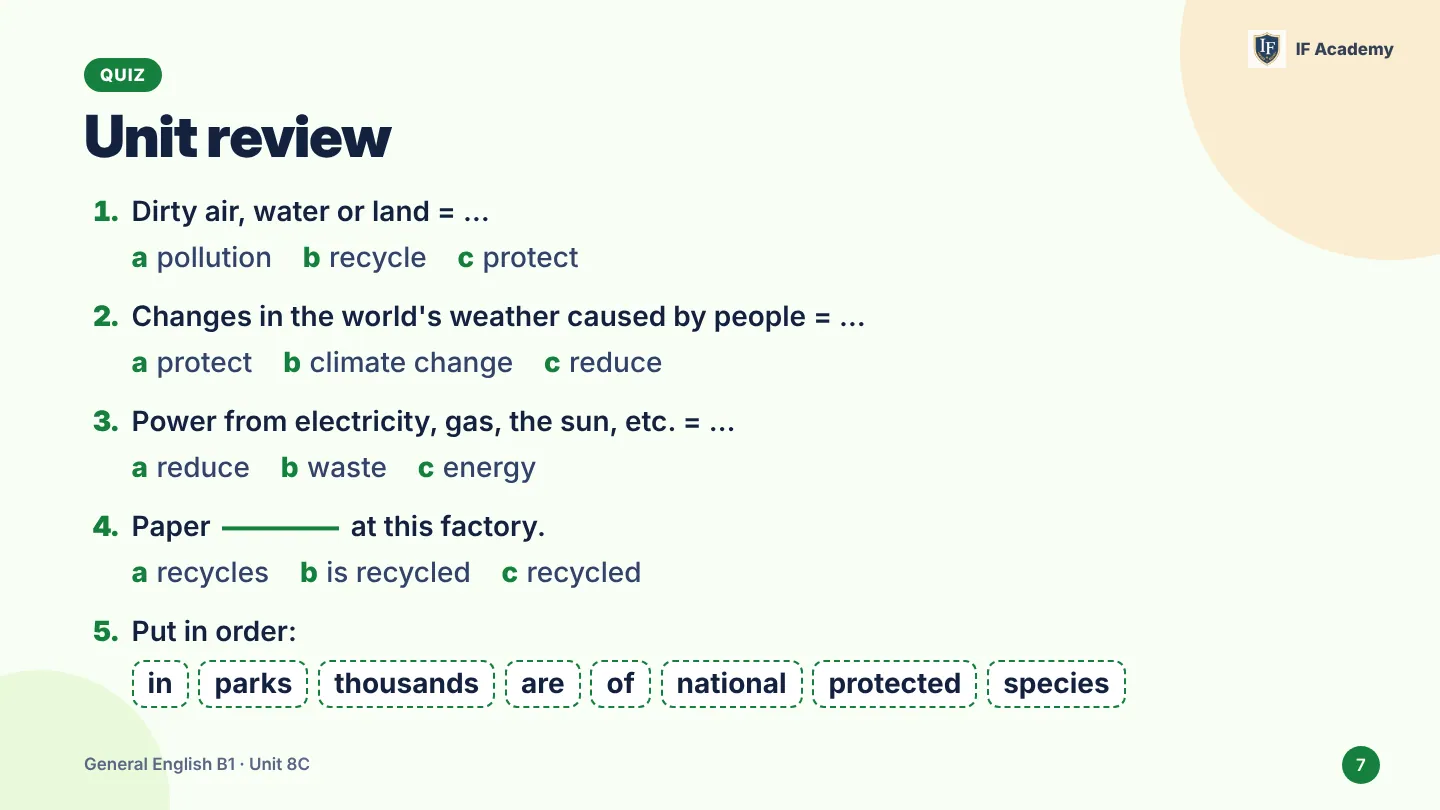 IF IF Academy
QUIZ
Unit review
1. Dirty air, water or land = ...
a pollution b recycle c protect
2. Changes in the world's weather caused by people = ...
a protect b climate change c reduce
3. Power from electricity, gas, the sun, etc. = ...
a reduce b waste c energy
4. Paper ______ at this factory.
a recycles b is recycled c recycled
5. Put in order:
in parks thousands are of national protected species
General English B1 · Unit 8C
7